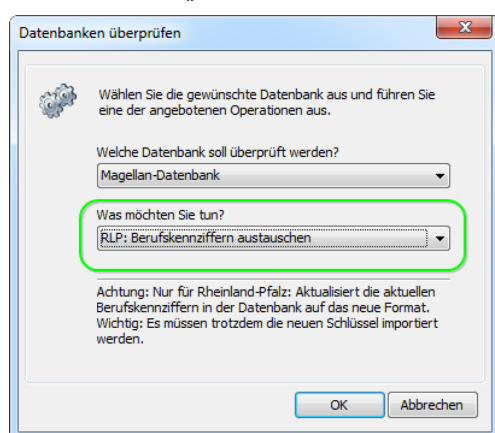 Datenbanken überprüfen
Wählen Sie die gewünschte Datenbank aus und führen Sie
eine der angebotenen Operationen aus.
Welche Datenbank soll überprüft werden?
Magellan-Datenbank
Was möchten Sie tun?
RLP: Berufskennziffern austauschen
Achtung: Nur für Rheinland-Pfalz: Aktualisiert die aktuellen
Berufskennziffern in der Datenbank auf das neue Format.
Wichtig: Es müssen trotzdem die neuen Schlüssel importiert
werden.
OK Abbrechen